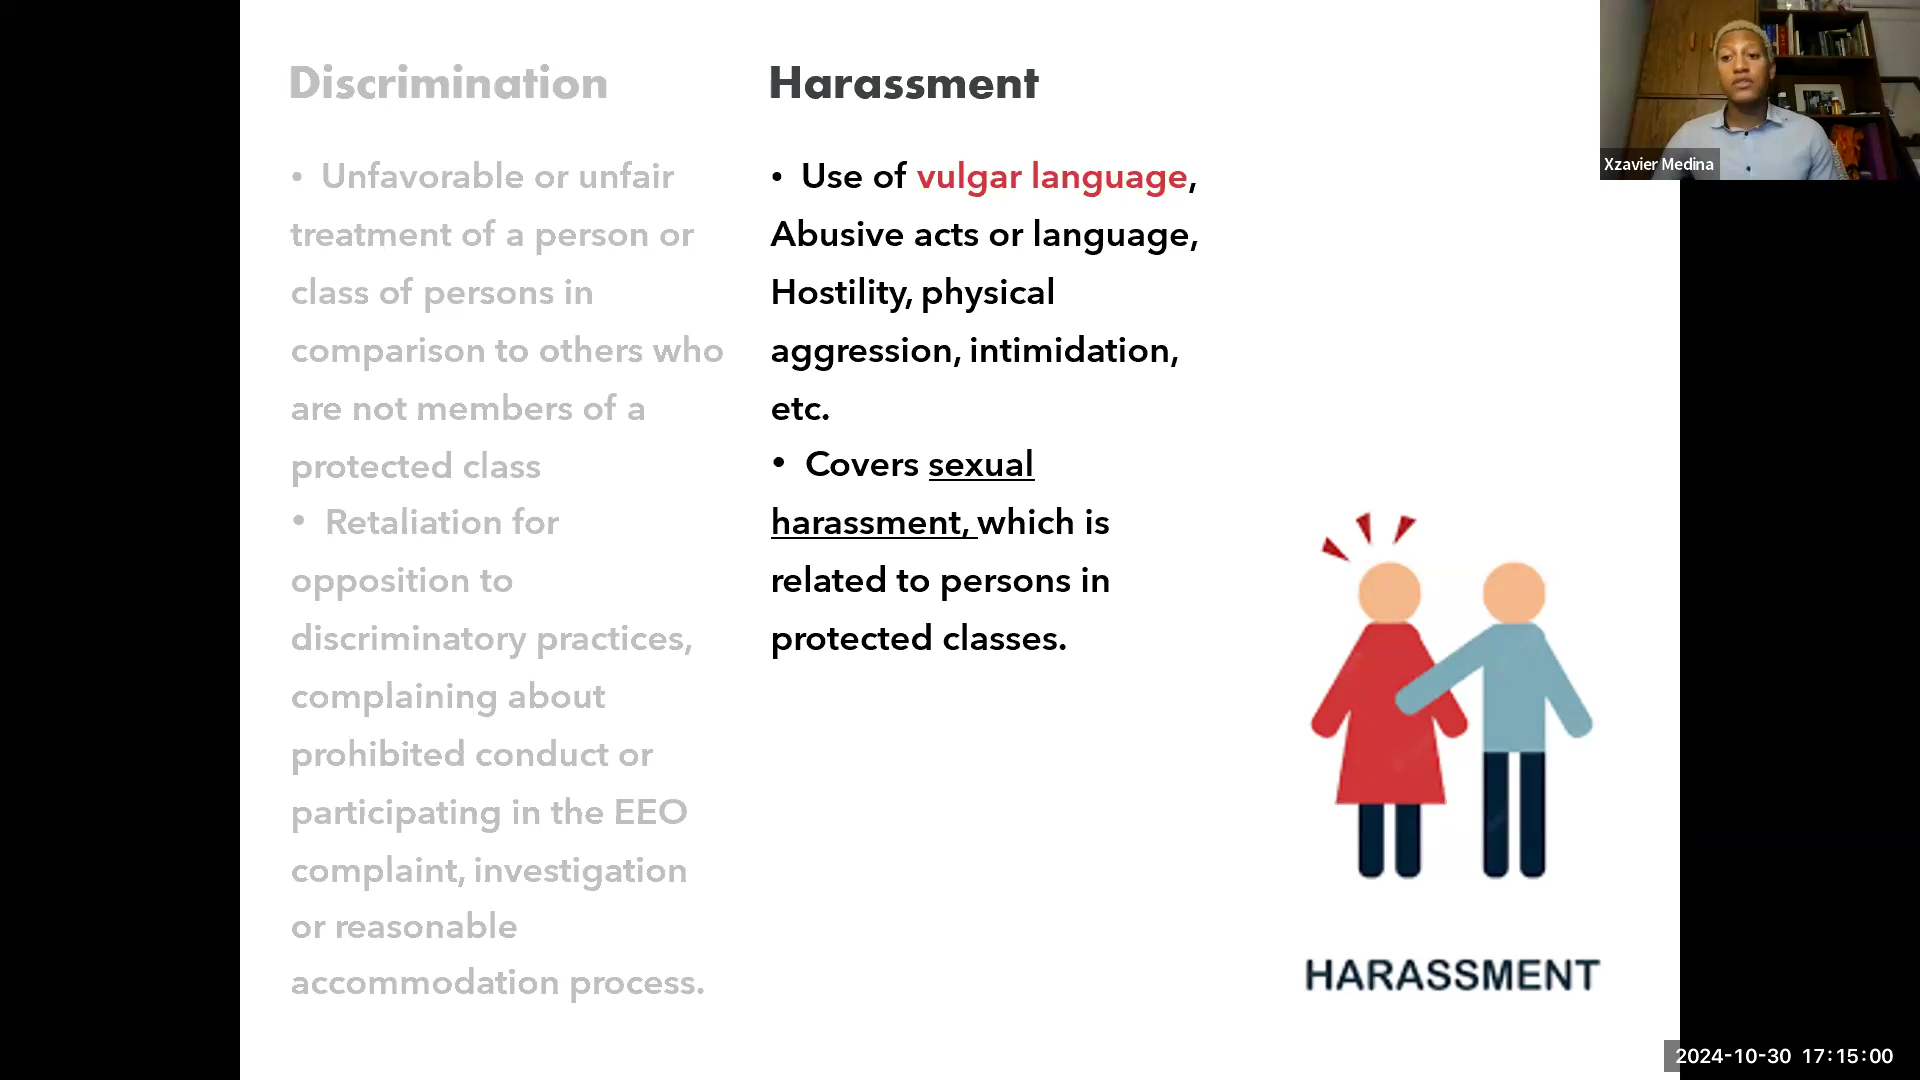 Discrimination
• Unfavorable or unfair
treatment of a person or
class of persons in
comparison to others who
are not members of a
protected class
• Retaliation for
opposition to
discriminatory practices,
complaining about
prohibited conduct or
participating in the EEO
complaint, investigation
or reasonable
accommodation process.
Harassment
• Use of vulgar language,
Abusive acts or language,
Hostility, physical
aggression, intimidation,
etc.
• Covers sexual
harassment, which is
related to persons in
protected classes.
HARASSMENT
Xzavier Medina
2024-10-30 17:15:00